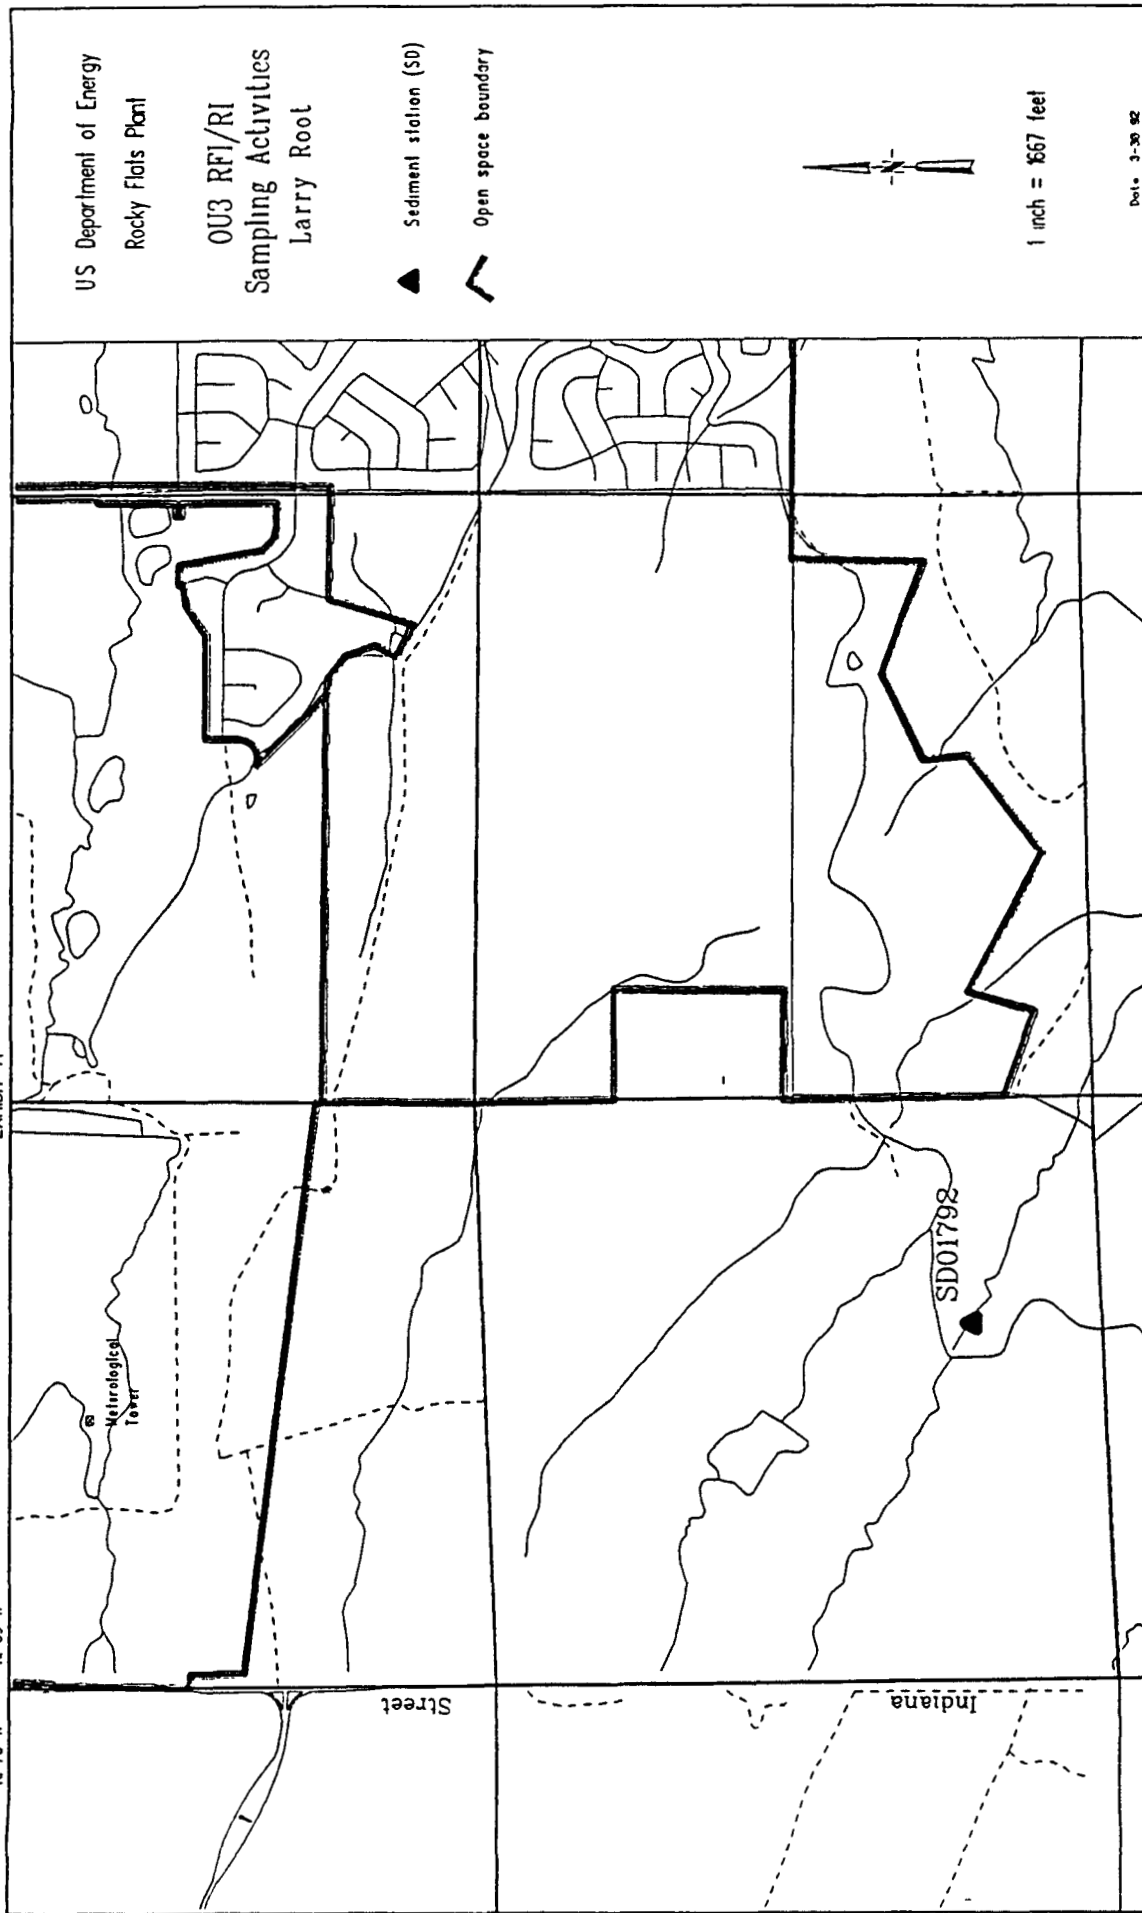 US Department of Energy
Rocky Flats Plant
OU3 RFI/RI
Sampling Activities
Larry Root
Sediment station (SD)
Open space boundary
N
1 inch = 1667 feet
Date 3-30 92
Meterological
Tower
SD01792
Street
Indiana